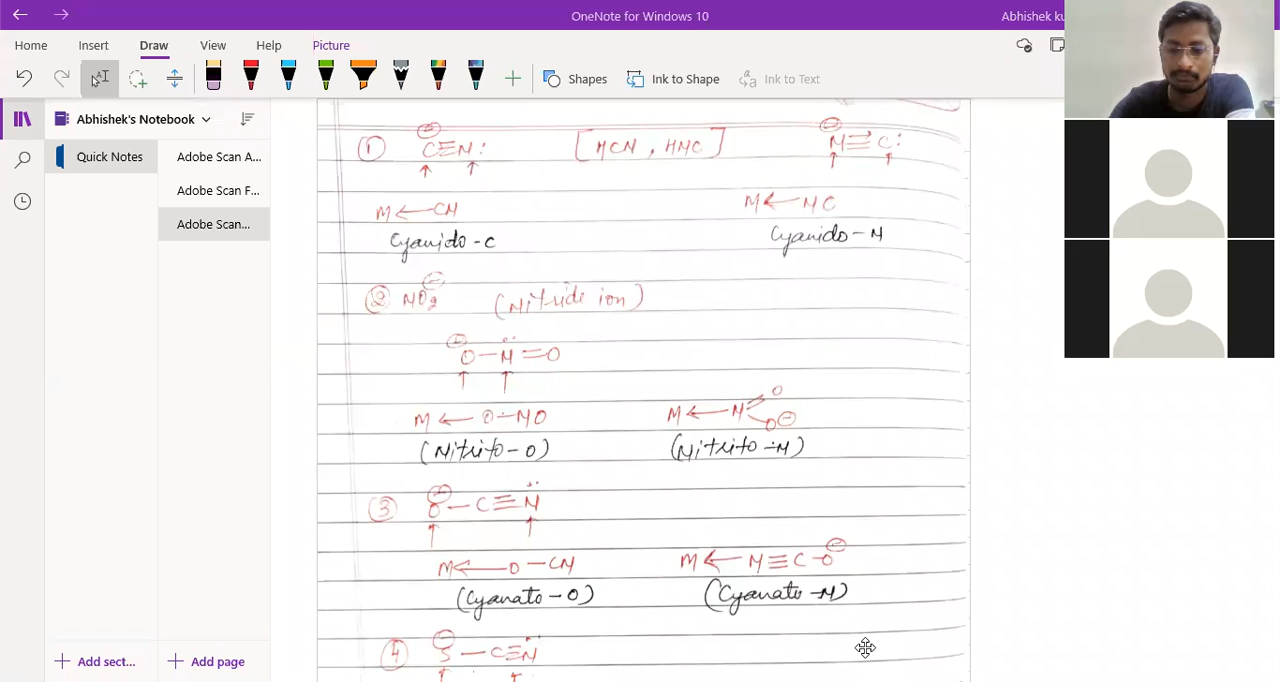 OneNote for Windows 10
Abhishek ku
Home Insert Draw View Help Picture
Shapes Ink to Shape Ink to Text
Abhishek's Notebook
Quick Notes
Adobe Scan A...
Adobe Scan F...
Adobe Scan...
① ⊖C≡N: [HCN, HNC] ⊖N≡C:
M ← CN M ← NC
Cyanido-C Cyanido-N
② NO2⊖ (Nitride ion)
⊖O–N̈=O
M ← O–NO M ← N O O⊖
(Nitrito-O) (Nitrito-N)
③ ⊖O–C≡N̈
M ← O–CN M ← N≡C–O⊖
(Cyanato-O) (Cyanato-N)
④ ⊖S–C≡N̈
+ Add sect... + Add page